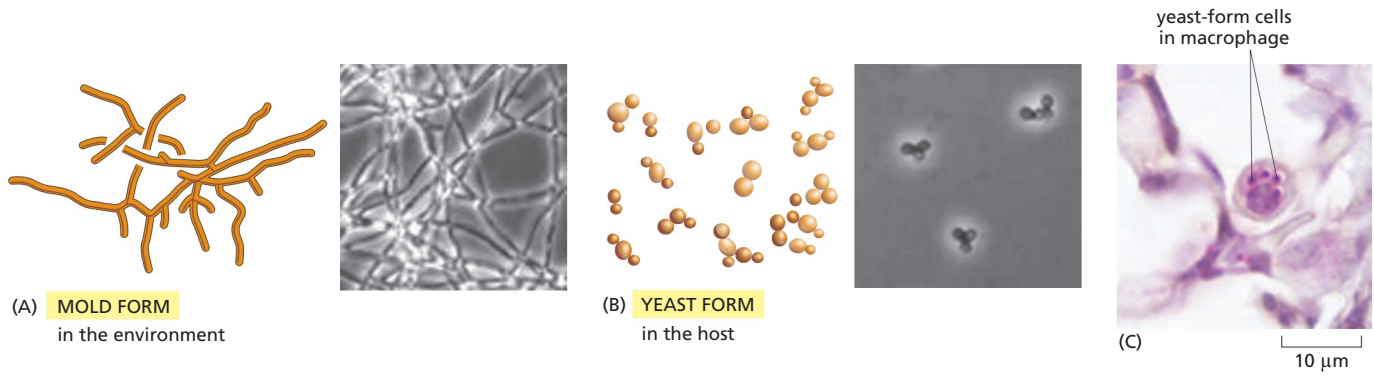 yeast-form cells
in macrophage
(A) MOLD FORM
in the environment
(B) YEAST FORM
in the host
(C)
10 μm